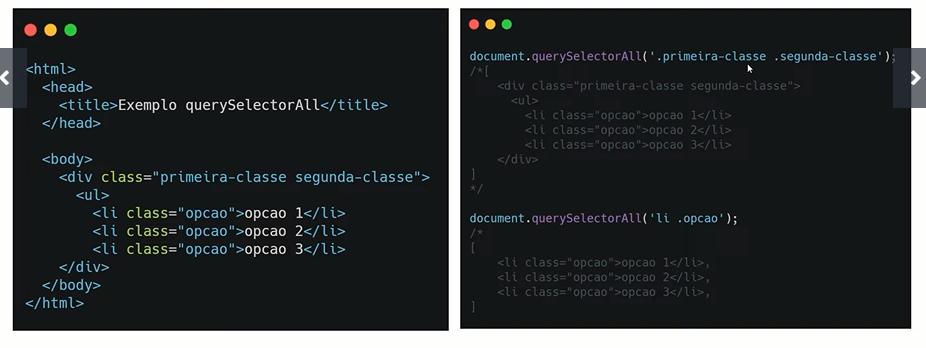 <html>
<head>
<title>Exemplo querySelectorAll</title>
</head>
<body>
<div class="primeira-classe segunda-classe">
<ul>
<li class="opcao">opcao 1</li>
<li class="opcao">opcao 2</li>
<li class="opcao">opcao 3</li>
</div>
</body>
</html>
document.querySelectorAll('.primeira-classe .segunda-classe');
/*[
<div class="primeira-classe segunda-classe">
<ul>
<li class="opcao">opcao 1</li>
<li class="opcao">opcao 2</li>
<li class="opcao">opcao 3</li>
</div>
]
*/
document.querySelectorAll('li .opcao');
/*
[
<li class="opcao">opcao 1</li>,
<li class="opcao">opcao 2</li>,
<li class="opcao">opcao 3</li>,
]